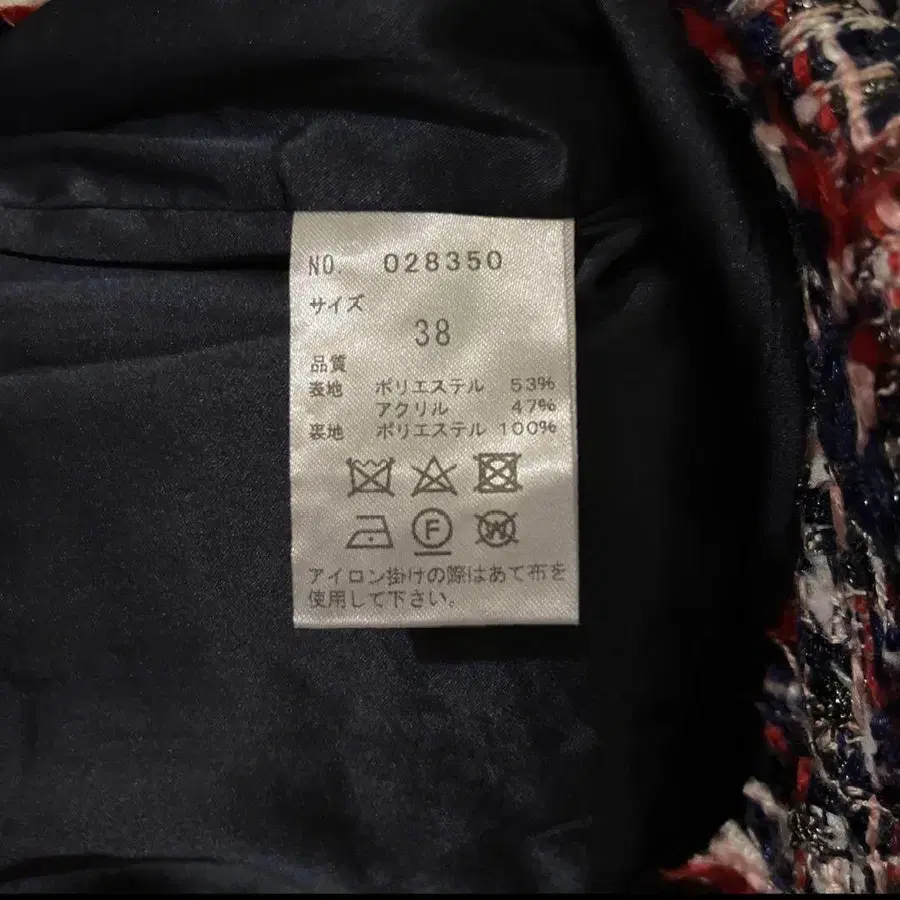 NO. 028350
サイズ
38
品質
表地 ポリエステル 53%
アクリル 47%
裏地 ポリエステル 100%
F W
アイロン掛けの際はあて布を
使用して下さい。